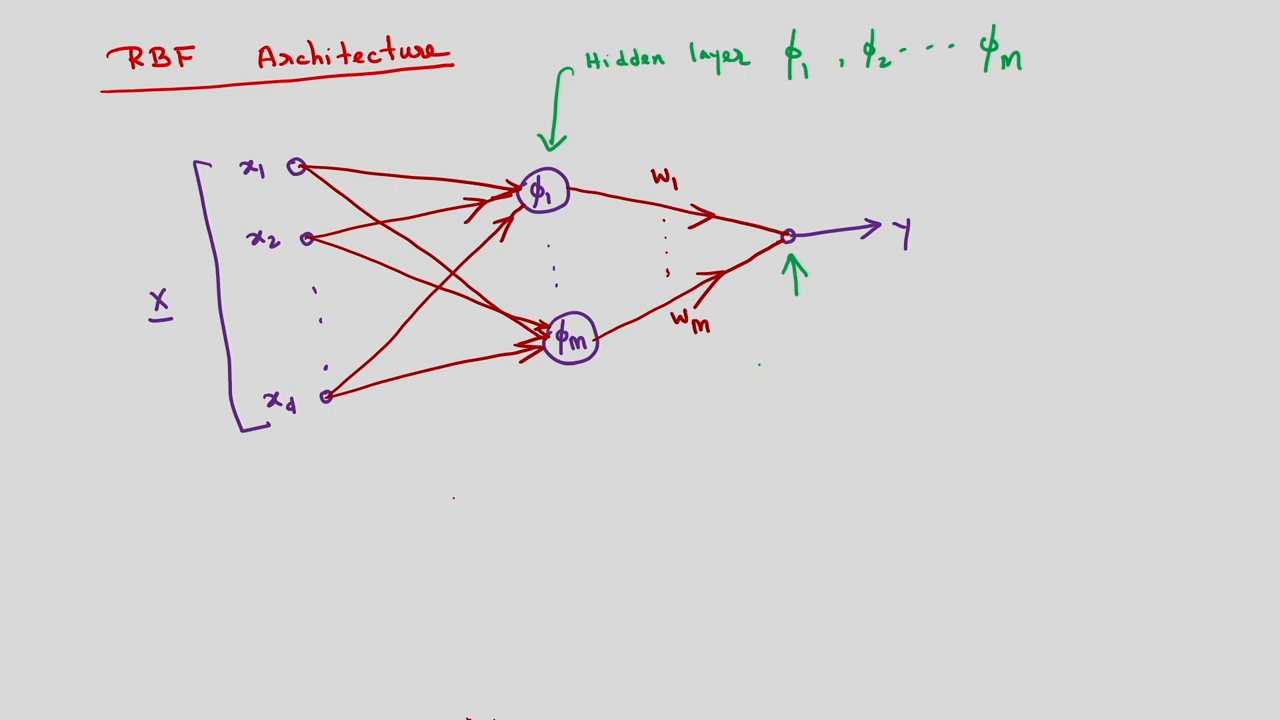 RBF Architecture
Hidden layer ϕ₁, ϕ₂ ... ϕM
x₁
x₂
xd
X
ϕ₁
ϕM
W₁
WM
Y